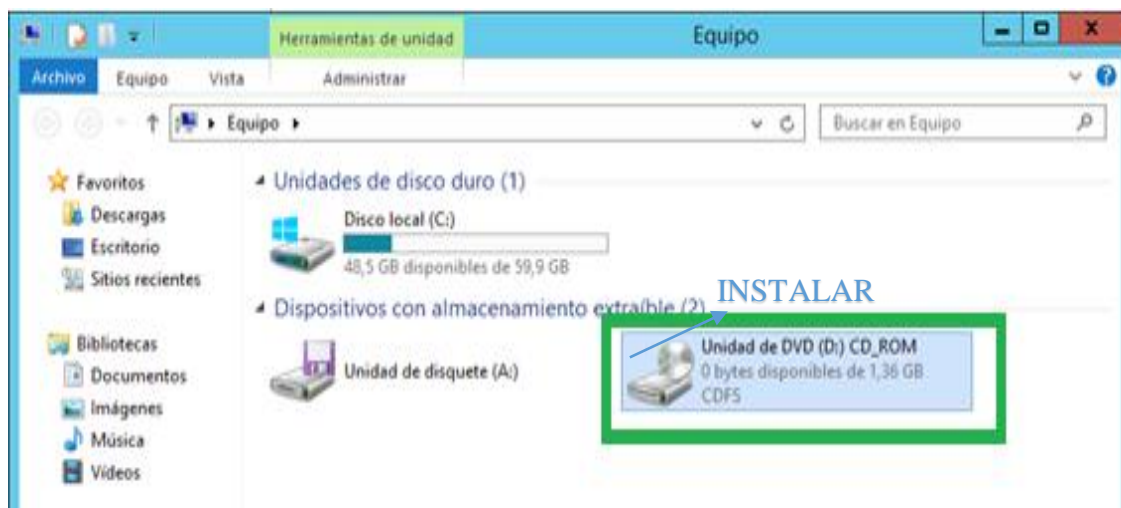 Herramientas de unidad
Equipo
Archivo
Equipo
Vista
Administrar
Equipo
Buscar en Equipo
Favoritos
Descargas
Escritorio
Sitios recientes
Bibliotecas
Documentos
Imágenes
Música
Vídeos
Unidades de disco duro (1)
Disco local (C:)
48,5 GB disponibles de 59,9 GB
INSTALAR
Dispositivos con almacenamiento extraíble (2)
Unidad de disquete (A:)
Unidad de DVD (D:) CD_ROM
0 bytes disponibles de 1,36 GB
CDFS